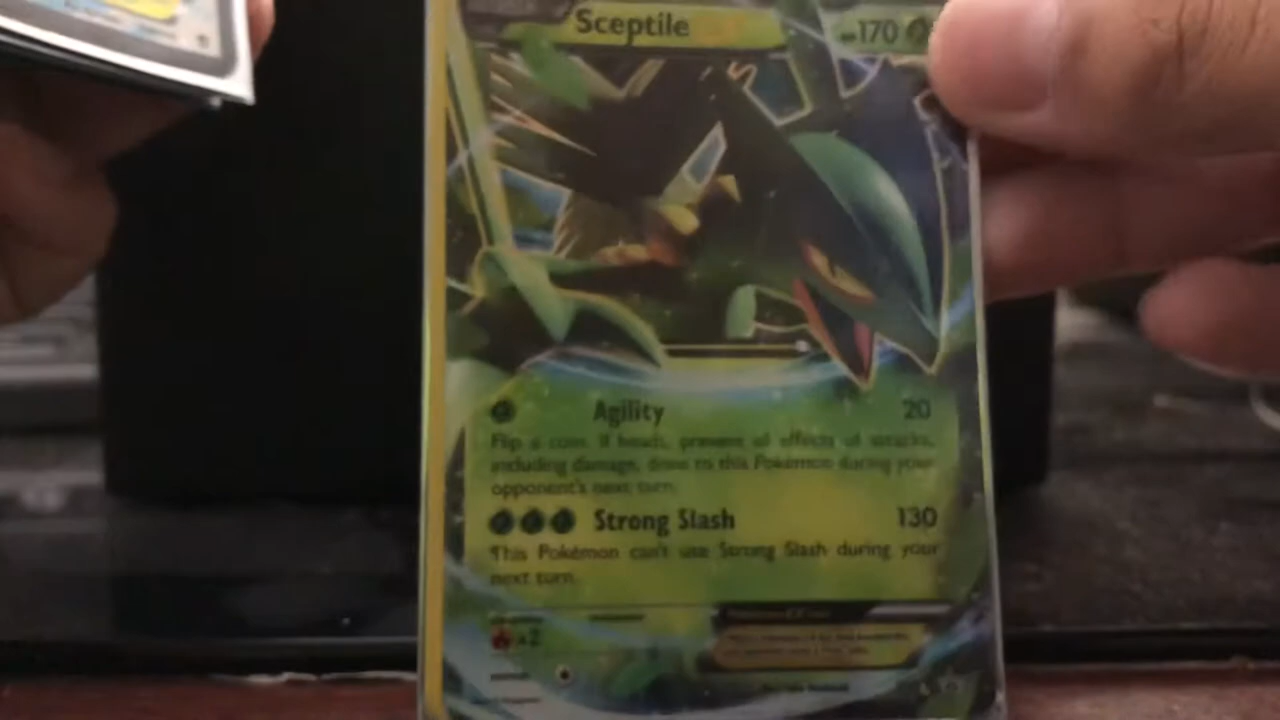 Sceptile
170
Agility 20
Flip a coin. If heads, prevent all effects of attacks,
including damage, done to this Pokémon during your
opponent's next turn.
Strong Slash 130
This Pokémon can't use Strong Slash during your
next turn.
×2